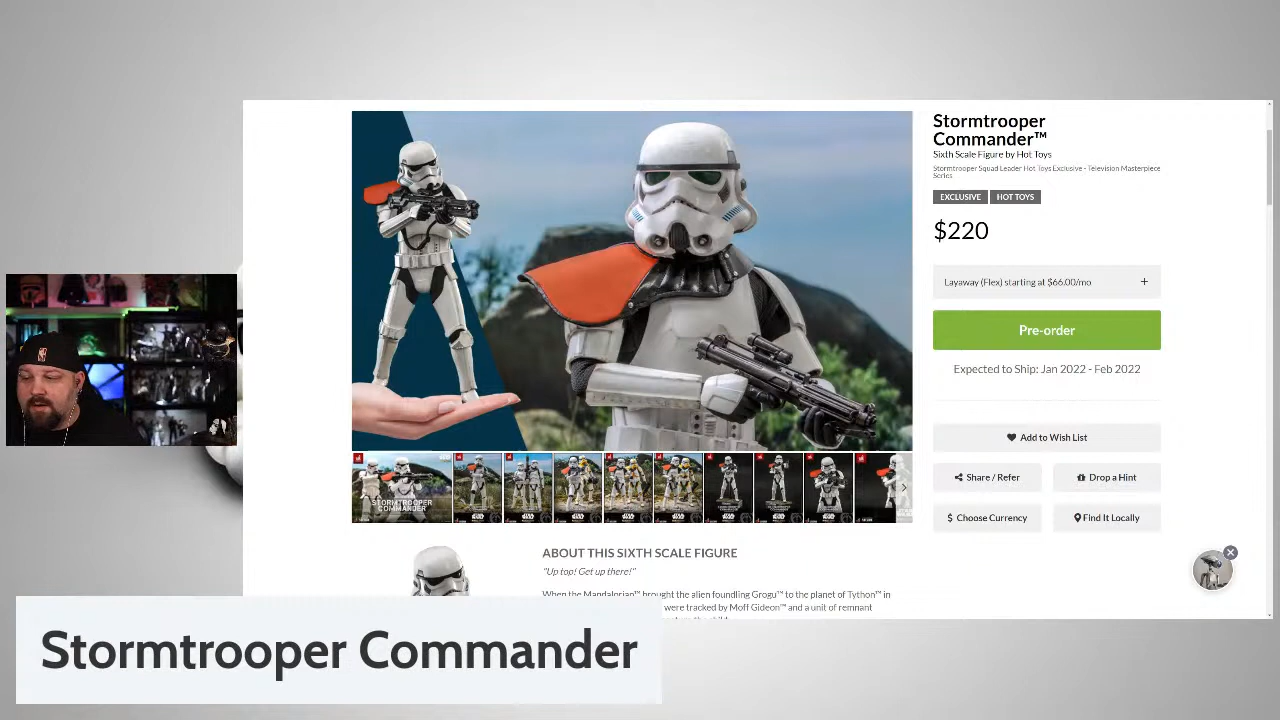 Stormtrooper
Commander™
Sixth Scale Figure by Hot Toys
Stormtrooper Squad Leader Hot Toys Exclusive - Television Masterpiece
Series
EXCLUSIVE HOT TOYS
$220
Layaway (Flex) starting at $66.00/mo +
Pre-order
Expected to Ship: Jan 2022 - Feb 2022
Add to Wish List
Share / Refer Drop a Hint
$ Choose Currency Find It Locally
STORMTROOPER
COMMANDER
STAR WARS
ABOUT THIS SIXTH SCALE FIGURE
"Up top! Get up there!"
When the Mandalorian™ brought the alien foundling Grogu™ to the planet of Tython™ in
were tracked by Moff Gideon™ and a unit of remnant
Stormtrooper Commander